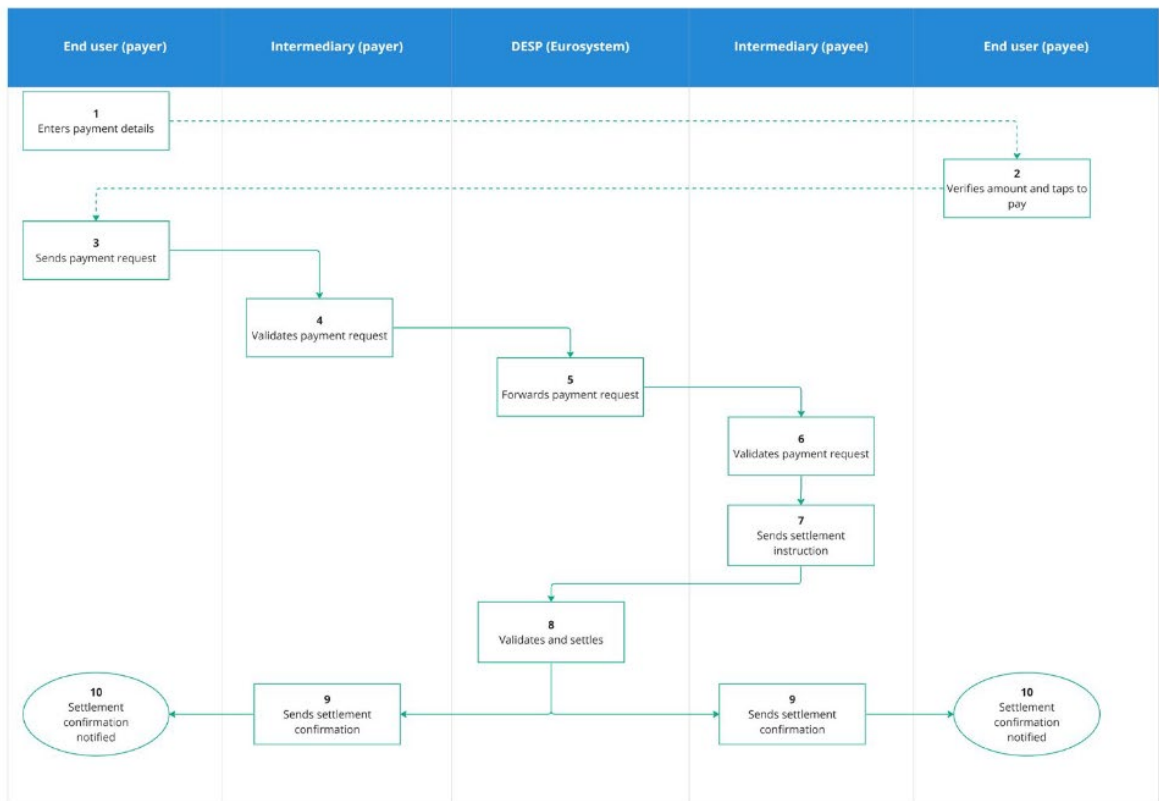 End user (payer)
Intermediary (payer)
DESP (Eurosystem)
Intermediary (payee)
End user (payee)
1
Enters payment details
2
Verifies amount and taps to
pay
3
Sends payment request
4
Validates payment request
5
Forwards payment request
6
Validates payment request
7
Sends settlement
instruction
8
Validates and settles
10
Settlement
confirmation
notified
9
Sends settlement
confirmation
9
Sends settlement
confirmation
10
Settlement
confirmation
notified